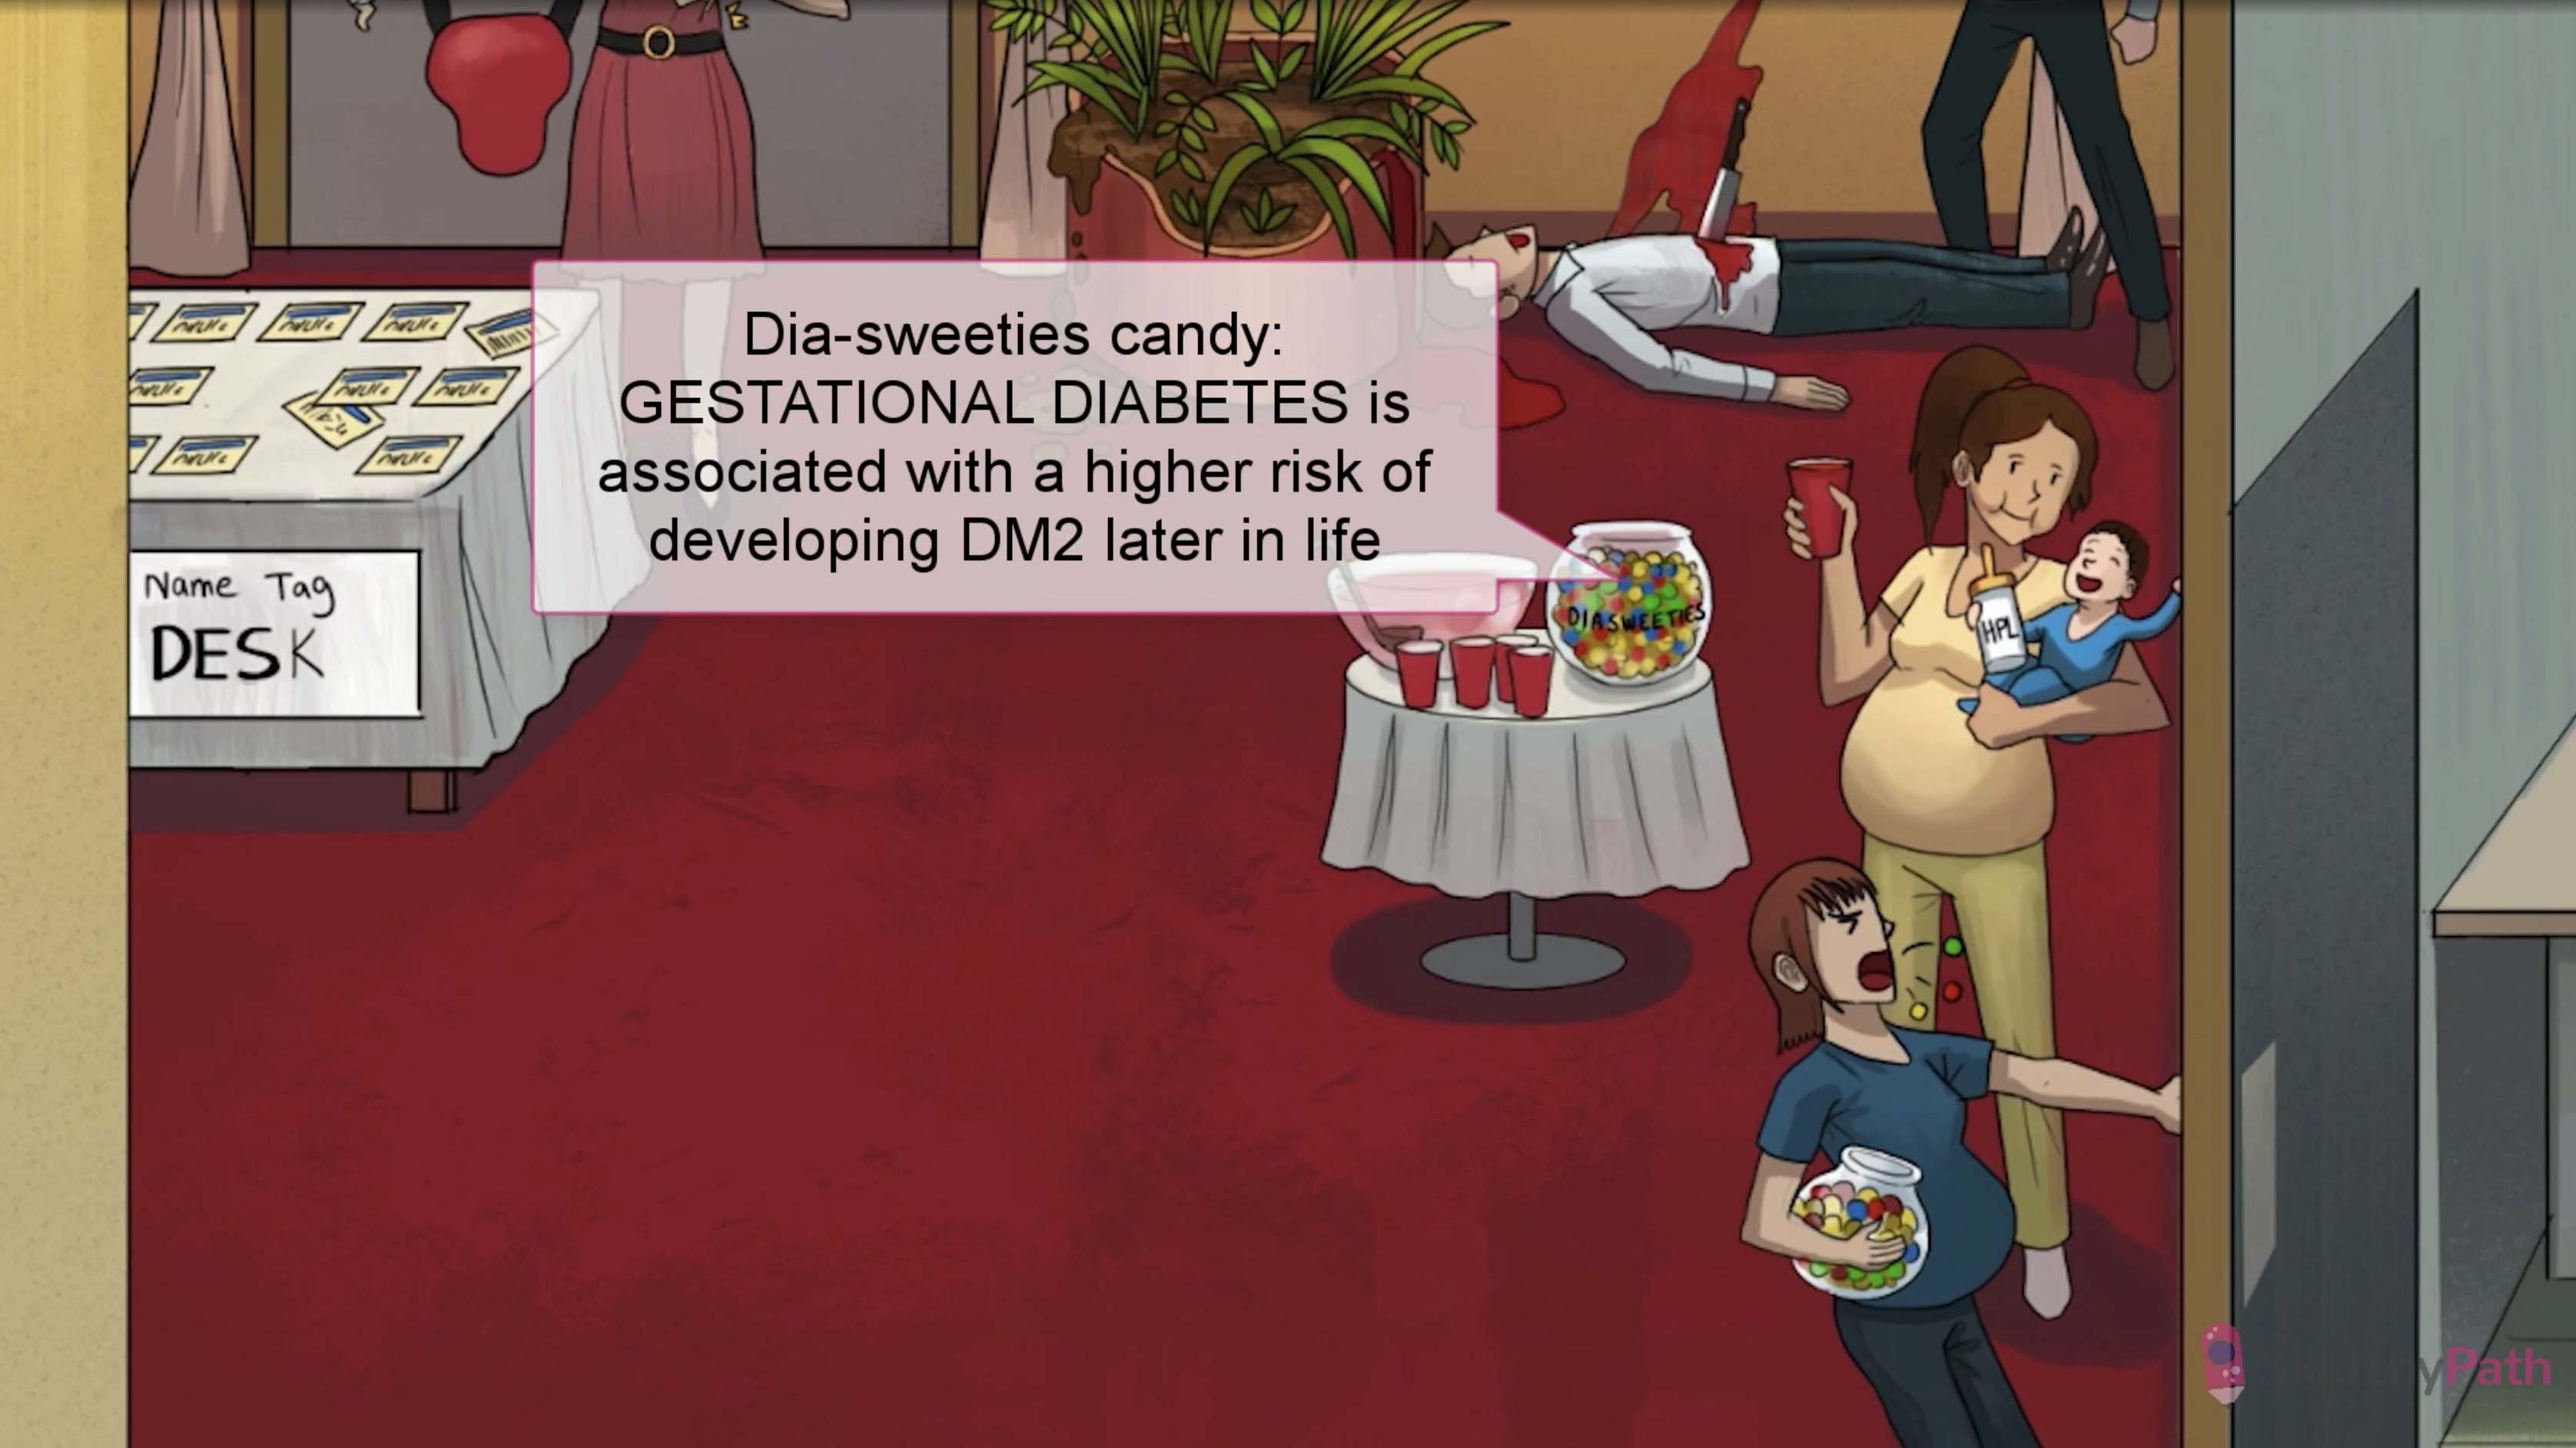 Dia-sweeties candy:
GESTATIONAL DIABETES is
associated with a higher risk of
developing DM2 later in life
Name Tag
DESK
DIASWEETIES
HPL
Path